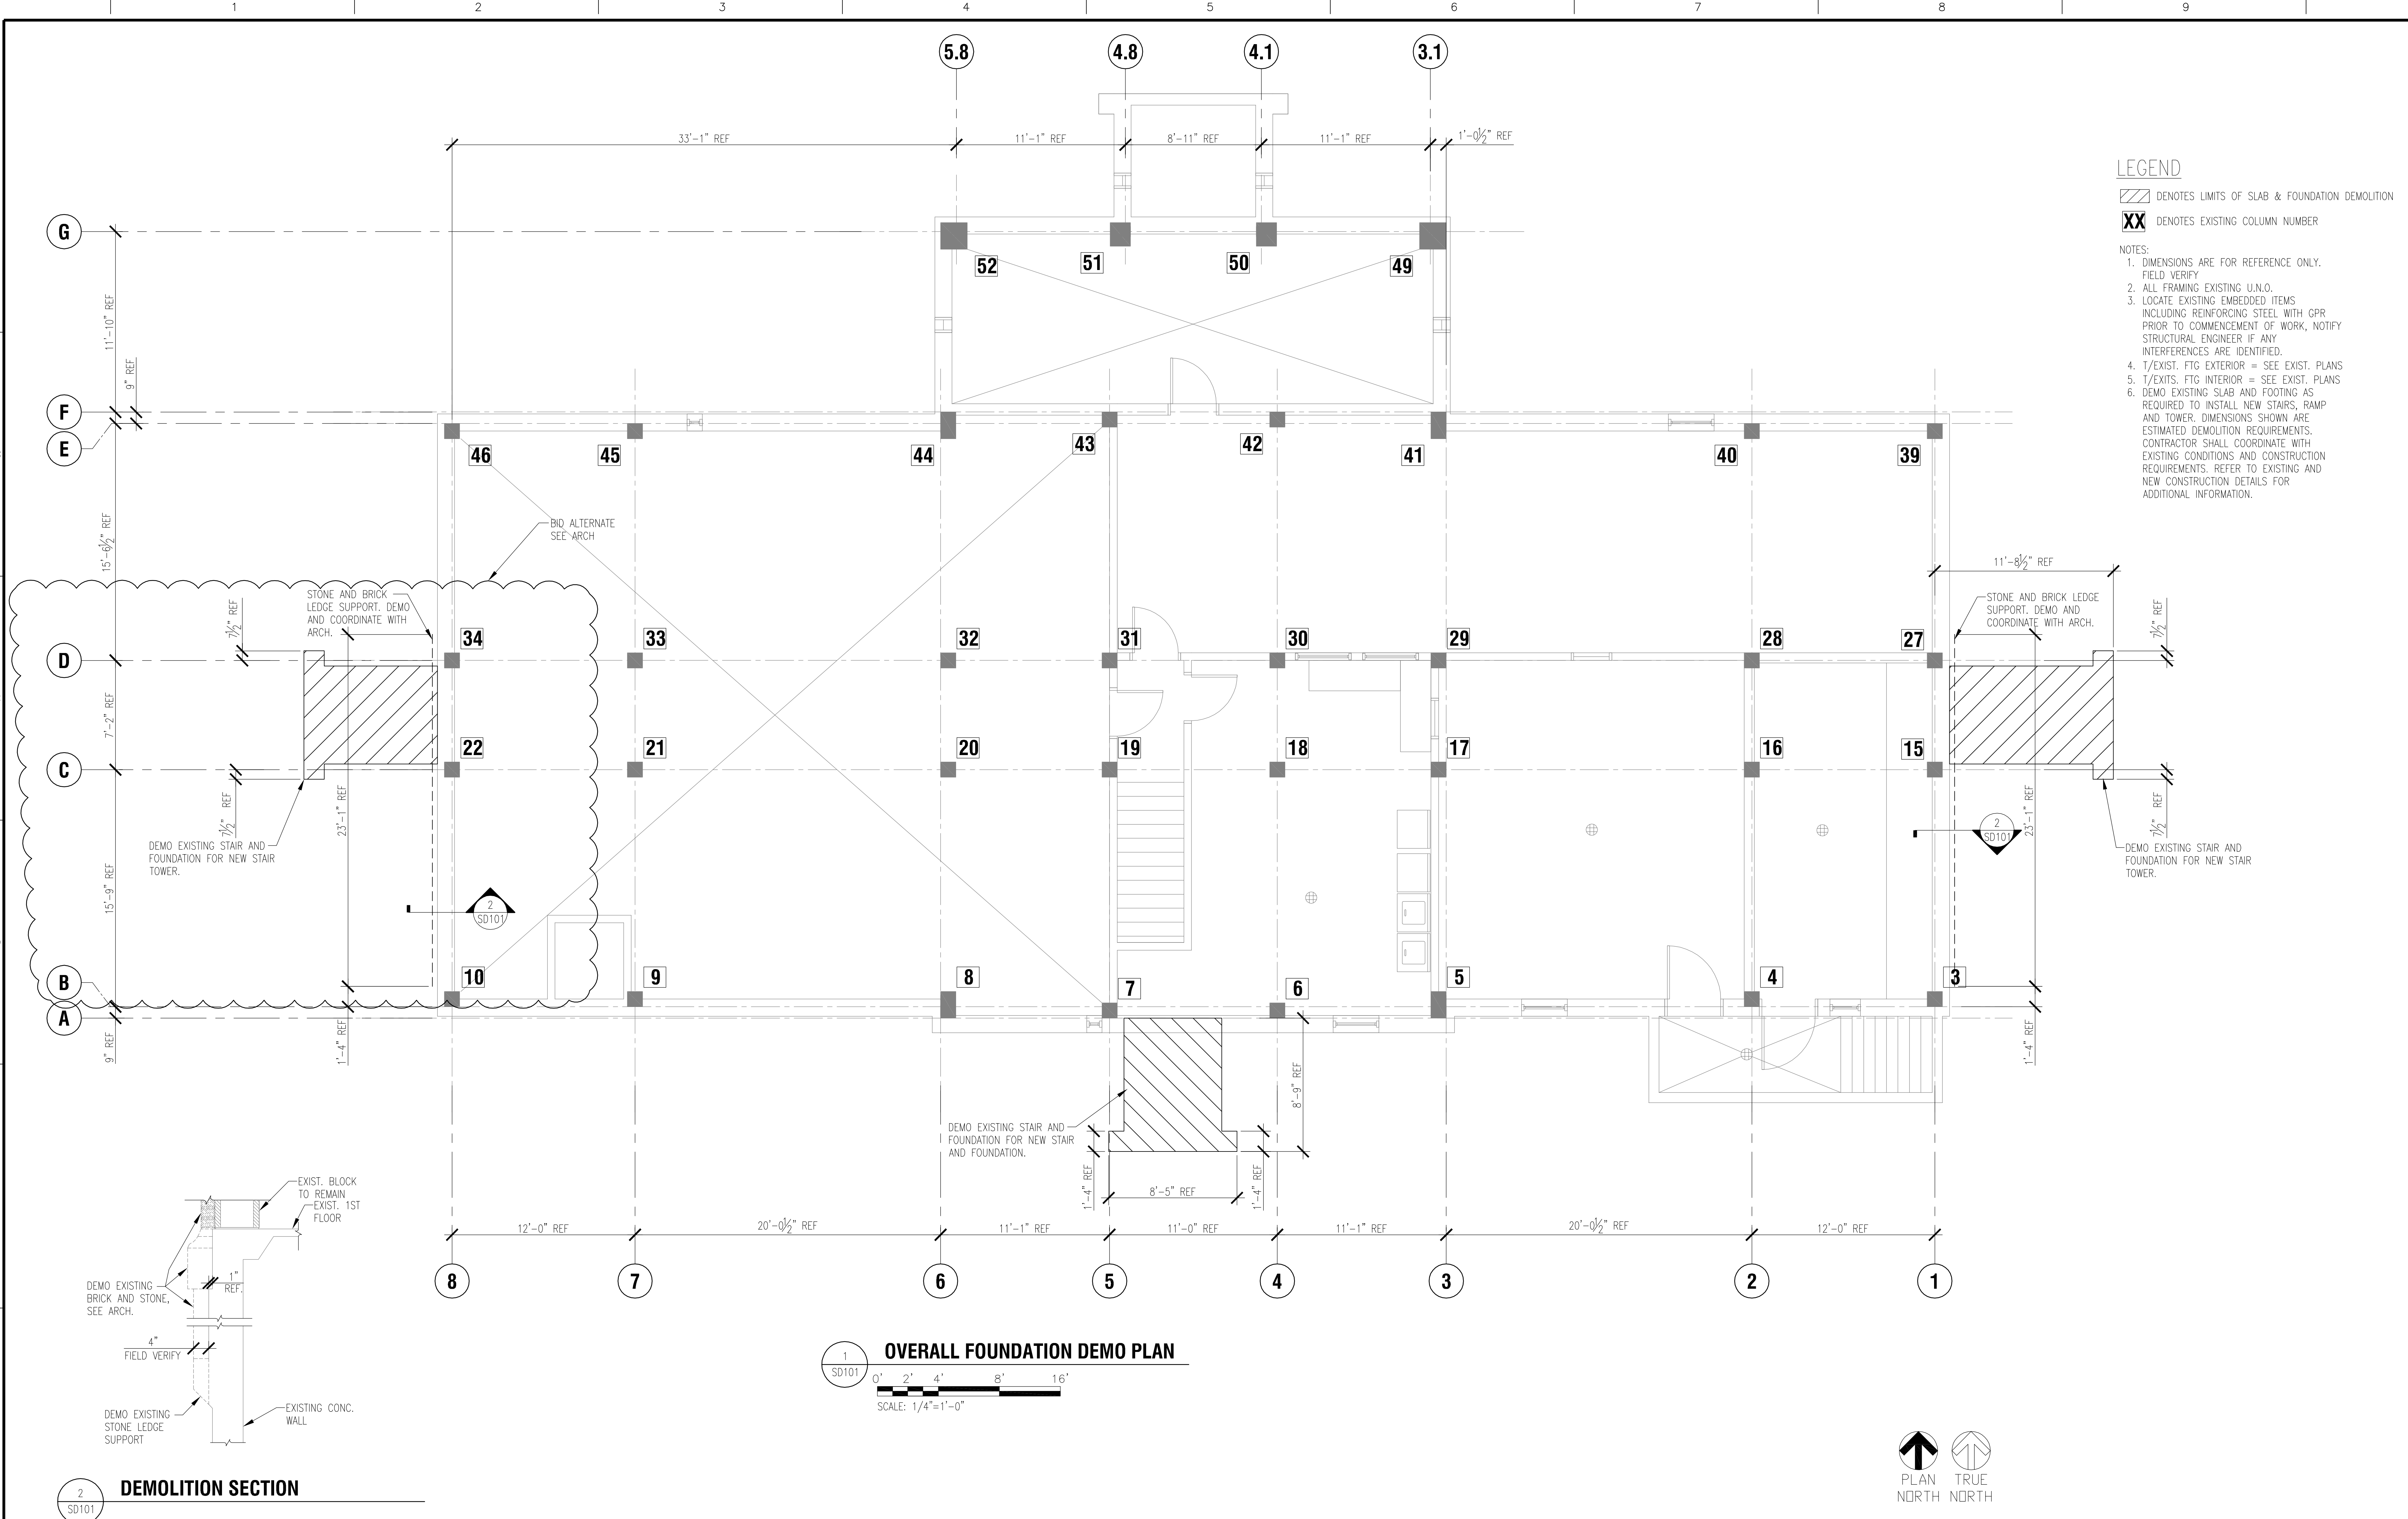 1 2 3 4 5 6 7 8 9
5.8 4.8 4.1 3.1
33'-1" REF 11'-1" REF 8'-11" REF 11'-1" REF 1'-0½" REF
LEGEND
DENOTES LIMITS OF SLAB & FOUNDATION DEMOLITION
XX DENOTES EXISTING COLUMN NUMBER
NOTES:
1. DIMENSIONS ARE FOR REFERENCE ONLY.
FIELD VERIFY
2. ALL FRAMING EXISTING U.N.O.
3. LOCATE EXISTING EMBEDDED ITEMS
INCLUDING REINFORCING STEEL WITH GPR
PRIOR TO COMMENCEMENT OF WORK, NOTIFY
STRUCTURAL ENGINEER IF ANY
INTERFERENCES ARE IDENTIFIED.
4. T/EXIST. FTG EXTERIOR = SEE EXIST. PLANS
5. T/EXITS. FTG INTERIOR = SEE EXIST. PLANS
6. DEMO EXISTING SLAB AND FOOTING AS
REQUIRED TO INSTALL NEW STAIRS, RAMP
AND TOWER. DIMENSIONS SHOWN ARE
ESTIMATED DEMOLITION REQUIREMENTS.
CONTRACTOR SHALL COORDINATE WITH
EXISTING CONDITIONS AND CONSTRUCTION
REQUIREMENTS. REFER TO EXISTING AND
NEW CONSTRUCTION DETAILS FOR
ADDITIONAL INFORMATION.
G
52 51 50 49
11'-10" REF
9" REF
F
E
46 45 44 43 42 41 40 39
15'-6½" REF
BID ALTERNATE
SEE ARCH
11'-8½" REF
STONE AND BRICK
LEDGE SUPPORT. DEMO
AND COORDINATE WITH
ARCH.
STONE AND BRICK LEDGE
SUPPORT. DEMO AND
COORDINATE WITH ARCH.
7½" REF
7½" REF
D
34 33 32 31 30 29 28 27
7'-2" REF
C
22 21 20 19 18 17 16 15
7½" REF
23'-1" REF
23'-1" REF
7½" REF
DEMO EXISTING STAIR AND
FOUNDATION FOR NEW STAIR
TOWER.
DEMO EXISTING STAIR AND
FOUNDATION FOR NEW STAIR
TOWER.
2
SD101
2
SD101
15'-9" REF
B
A
10 9 8 7 6 5 4 3
9" REF
1'-4" REF
1'-4" REF
8'-9" REF
DEMO EXISTING STAIR AND
FOUNDATION FOR NEW STAIR
AND FOUNDATION.
1'-4" REF
8'-5" REF
1'-4" REF
12'-0" REF 20'-0½" REF 11'-1" REF 11'-0" REF 11'-1" REF 20'-0½" REF 12'-0" REF
8 7 6 5 4 3 2 1
EXIST. BLOCK
TO REMAIN
EXIST. 1ST
FLOOR
DEMO EXISTING
BRICK AND STONE,
SEE ARCH.
1"
REF.
4"
FIELD VERIFY
DEMO EXISTING
STONE LEDGE
SUPPORT
EXISTING CONC.
WALL
1
SD101
OVERALL FOUNDATION DEMO PLAN
0' 2' 4' 8' 16'
SCALE: 1/4"=1'-0"
2
SD101
DEMOLITION SECTION
PLAN
NORTH
TRUE
NORTH